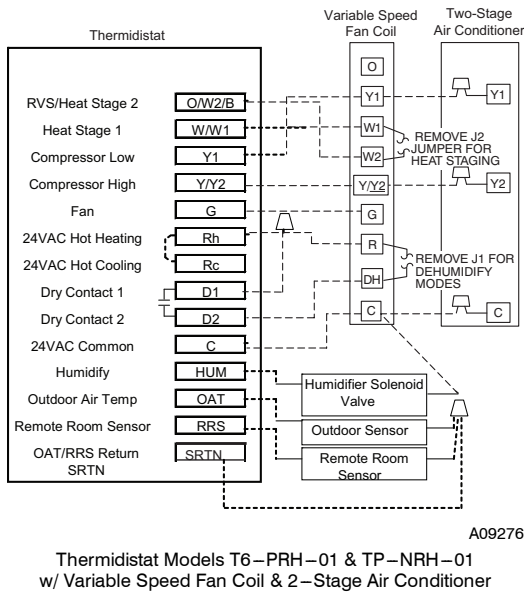 Variable Speed
Fan Coil
Two-Stage
Air Conditioner
Thermidistat
O
RVS/Heat Stage 2
O/W2/B
Y1
Y1
Heat Stage 1
W/W1
W1
REMOVE J2
JUMPER FOR
HEAT STAGING
Compressor Low
Y1
W2
Compressor High
Y/Y2
Y/Y2
Y2
Fan
G
G
24VAC Hot Heating
Rh
R
24VAC Hot Cooling
Rc
REMOVE J1 FOR
DEHUMIDIFY
MODES
Dry Contact 1
D1
DH
Dry Contact 2
D2
C
C
24VAC Common
C
Humidify
HUM
Humidifier Solenoid
Valve
Outdoor Air Temp
OAT
Outdoor Sensor
Remote Room Sensor
RRS
Remote Room
Sensor
OAT/RRS Return
SRTN
SRTN
A09276
Thermidistat Models T6-PRH-01 & TP-NRH-01
w/ Variable Speed Fan Coil & 2-Stage Air Conditioner